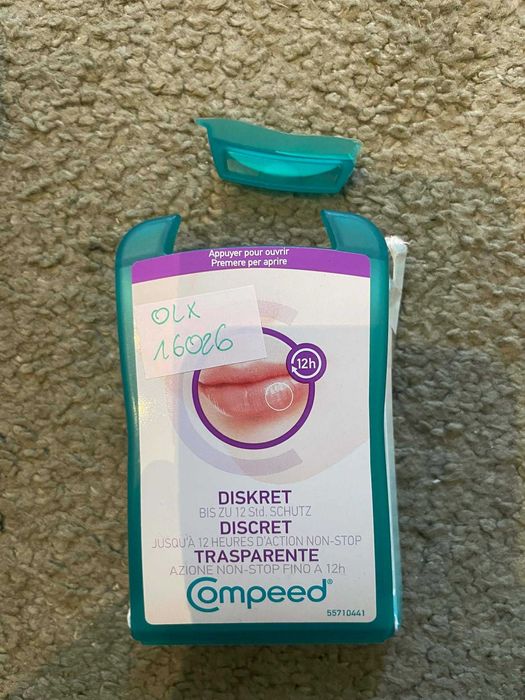 Appuyer pour ouvrir
Premere per aprire
OLX
16026
12h
DISKRET
BIS ZU 12 Std. SCHUTZ
DISCRET
JUSQU'À 12 HEURES D'ACTION NON-STOP
TRASPARENTE
AZIONE NON-STOP FINO A 12h
Compeed®
55710441